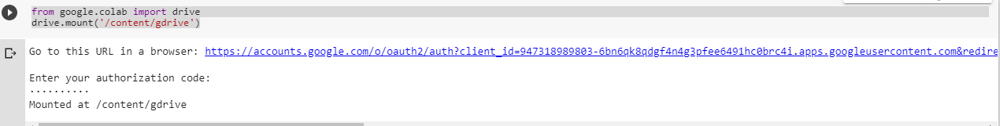 from google.colab import drive
drive.mount('/content/gdrive')
Go to this URL in a browser: https://accounts.google.com/o/oauth2/auth?client_id=947318989803-6bn6qk8qdgf4n4g3pfee6491hc0brc4i.apps.googleusercontent.com&redire
Enter your authorization code:
··········
Mounted at /content/gdrive